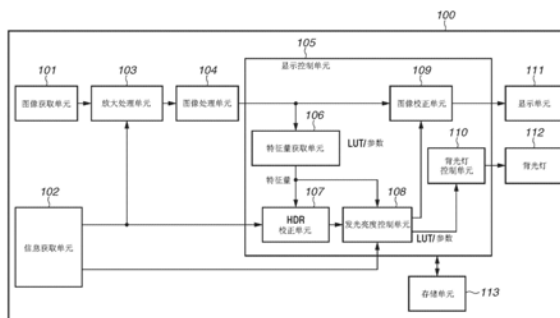 100
105
显示控制单元
101
图像获取单元
103
放大处理单元
104
图像处理单元
109
图像校正单元
111
显示单元
106
特征量获取单元
LUT/参数
110
背光灯
控制单元
112
背光灯
特征量
102
信息获取单元
107
HDR
校正单元
108
发光亮度控制单元
LUT/参数
存储单元
113